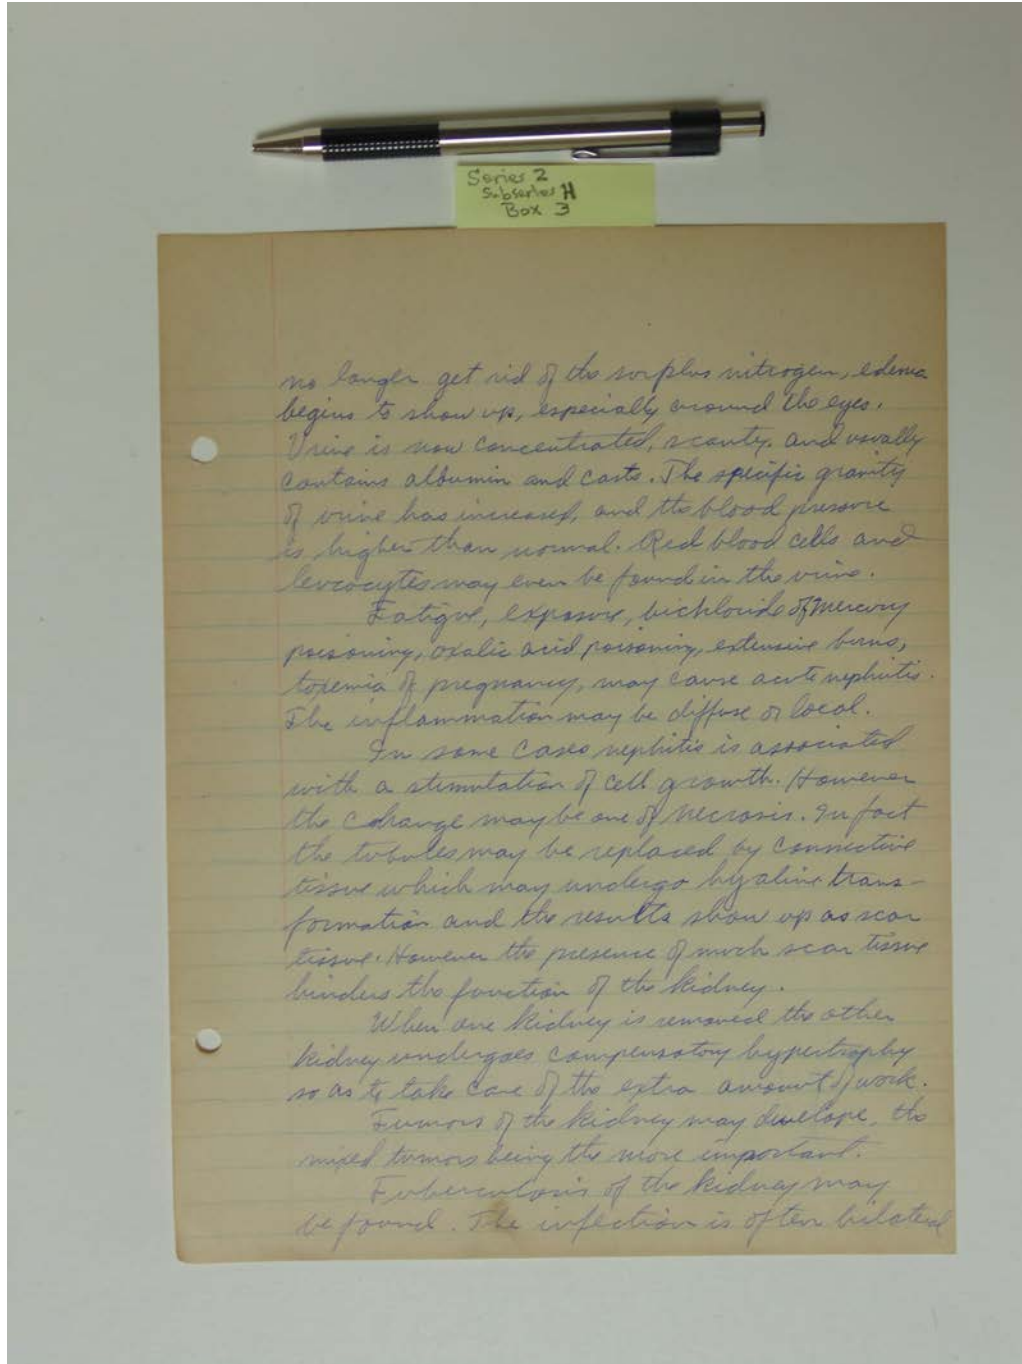 Series 2
Subseries H
Box 3
no longer get rid of the surplus nitrogen, edema
begins to show up, especially around the eyes.
Urine is now concentrated, scanty, and usually
contains albumin and casts. The specific gravity
of urine has increased, and the blood pressure
is higher than normal. Red blood cells and
leucocytes may even be found in the urine.
Fatigue, exposure, bichloride of mercury
poisoning, oxalic acid poisoning, extensive burns,
toxemia of pregnancy, may cause acute nephritis.
The inflammation may be diffuse or local.
In some cases nephitis is associated
with a stimulation of cell growth. However
the change may be one of necrosis. In fact
the tubules may be replaced by connective
tissue which may undergo hyaline trans-
formation and the results show up as scar
tissue. However the presence of much scar tissue
hinders the function of the kidney.
When one kidney is removed the other
kidney undergoes compensatory hypertrophy
so as to take care of the extra amount of work.
Tumors of the kidney may develope, the
mixed tumors being the more important.
Tuberculosis of the kidney may
be found. The infection is often bilateral